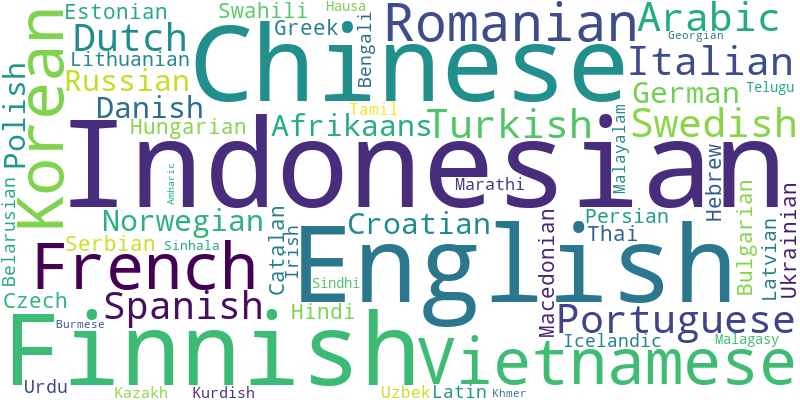 Estonian
Swahili
Hausa
Romanian
Arabic
Korean
Dutch
Chinese
Greek
Bengali
Georgian
Lithuanian
Italian
Russian
Polish
Danish
Tamil
German
Telugu
Hungarian
Afrikaans
Turkish
Malayalam
Swedish
Indonesian
Amharic
Marathi
Hebrew
Belarusian
Norwegian
Catalan
Irish
Croatian
Persian
Thai
Macedonian
Bulgarian
Latvian
Ukrainian
Serbian
Sinhala
English
French
Sindhi
Czech
Spanish
Hindi
Portuguese
Finnish
Burmese
Icelandic
Malagasy
Vietnamese
Urdu
Kazakh
Kurdish
Uzbek
Latin
Khmer